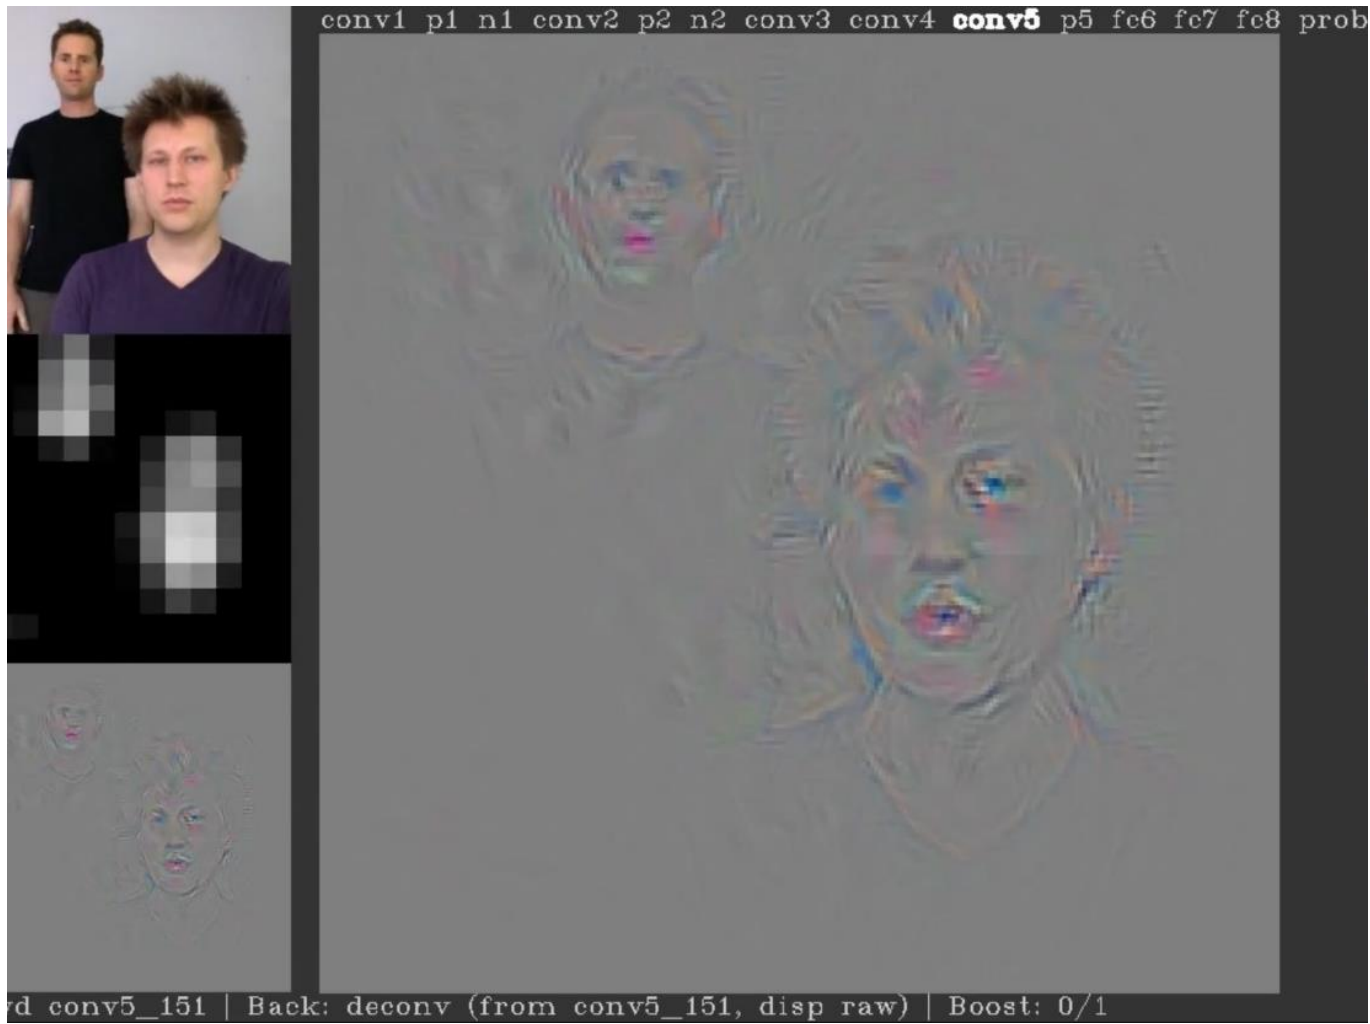 conv1 p1 n1 conv2 p2 n2 conv3 conv4 conv5 p5 fc6 fc7 fc8 prob
vd conv5_151 | Back: deconv (from conv5_151, disp raw) | Boost: 0/1